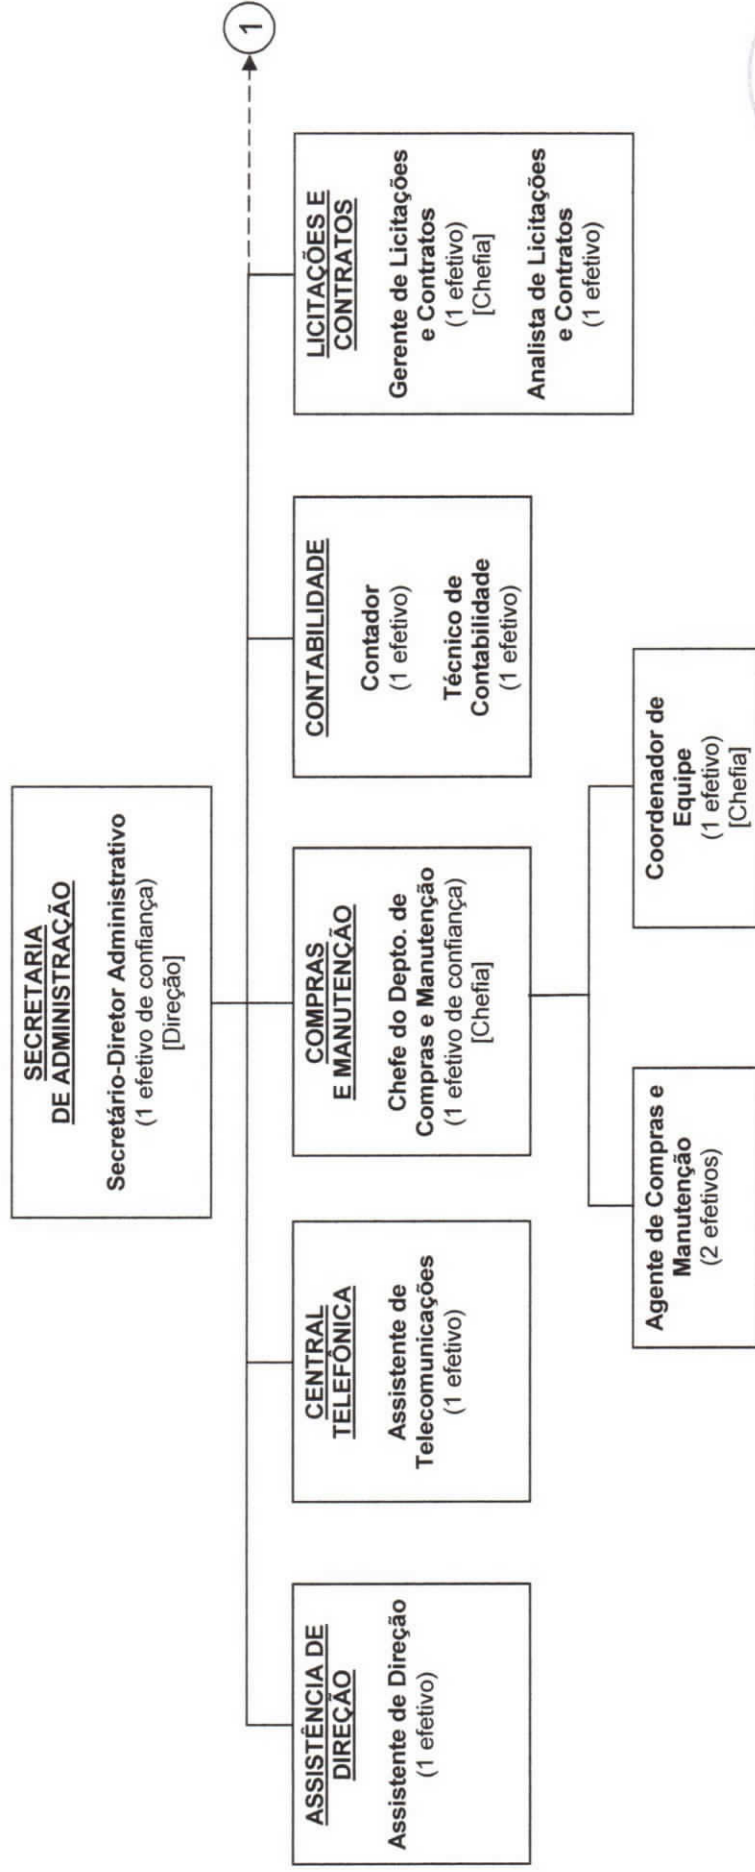 SECRETARIA
DE ADMINISTRAÇÃO
Secretário-Diretor Administrativo
(1 efetivo de confiança)
[Direção]
1
ASSISTÊNCIA DE
DIREÇÃO
Assistente de Direção
(1 efetivo)
CENTRAL
TELEFÔNICA
Assistente de
Telecomunicações
(1 efetivo)
COMPRAS
E MANUTENÇÃO
Chefe do Depto. de
Compras e Manutenção
(1 efetivo de confiança)
[Chefia]
CONTABILIDADE
Contador
(1 efetivo)
Técnico de
Contabilidade
(1 efetivo)
LICITAÇÕES E
CONTRATOS
Gerente de Licitações
e Contratos
(1 efetivo)
[Chefia]
Analista de Licitações
e Contratos
(1 efetivo)
Agente de Compras e
Manutenção
(2 efetivos)
Coordenador de
Equipe
(1 efetivo)
[Chefia]